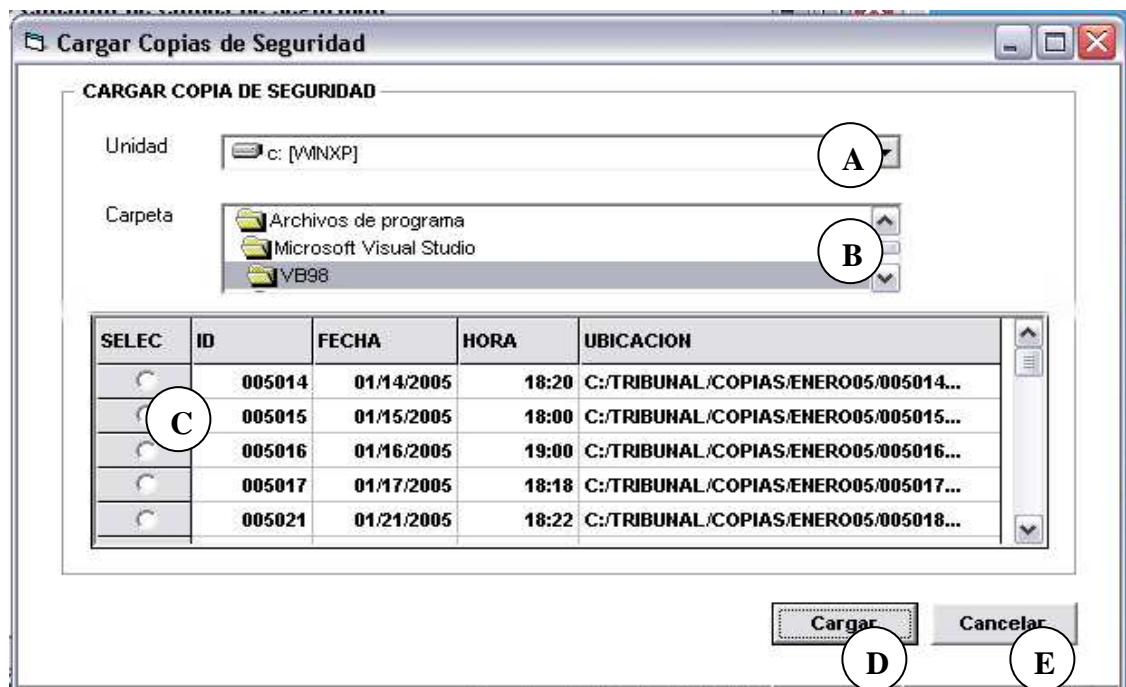 Cargar Copias de Seguridad
CARGAR COPIA DE SEGURIDAD
Unidad c: [WINXP] A
Carpeta Archivos de programa
Microsoft Visual Studio B
VB98
SELEC ID FECHA HORA UBICACION
005014 01/14/2005 18:20 C:/TRIBUNAL/COPIAS/ENERO05/005014...
C 005015 01/15/2005 18:00 C:/TRIBUNAL/COPIAS/ENERO05/005015...
005016 01/16/2005 19:00 C:/TRIBUNAL/COPIAS/ENERO05/005016...
005017 01/17/2005 18:18 C:/TRIBUNAL/COPIAS/ENERO05/005017...
005021 01/21/2005 18:22 C:/TRIBUNAL/COPIAS/ENERO05/005018...
Cargar Cancelar
D E